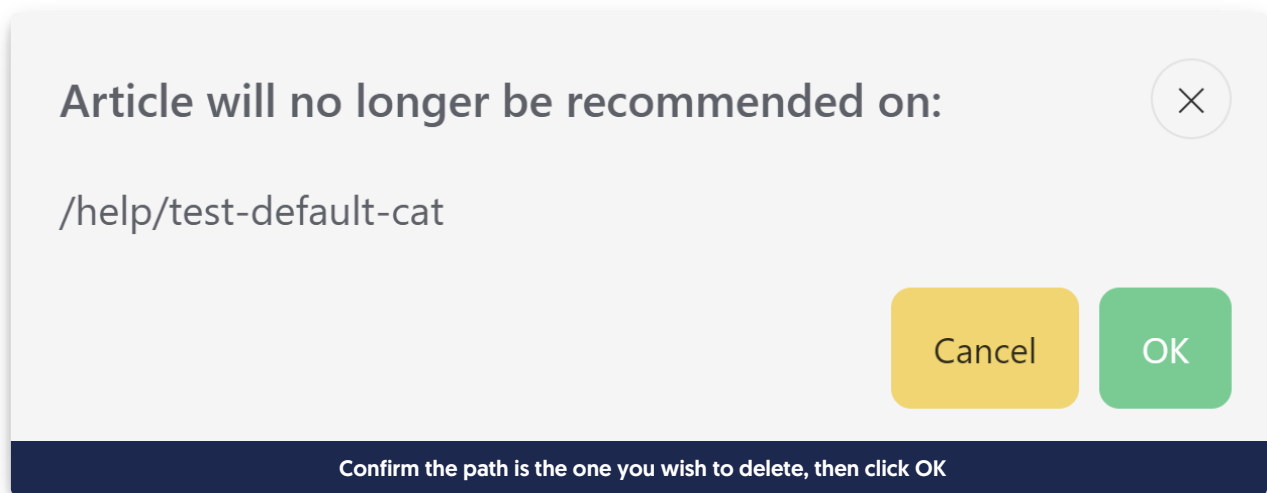 Article will no longer be recommended on:
/help/test-default-cat
Cancel
OK
Confirm the path is the one you wish to delete, then click OK